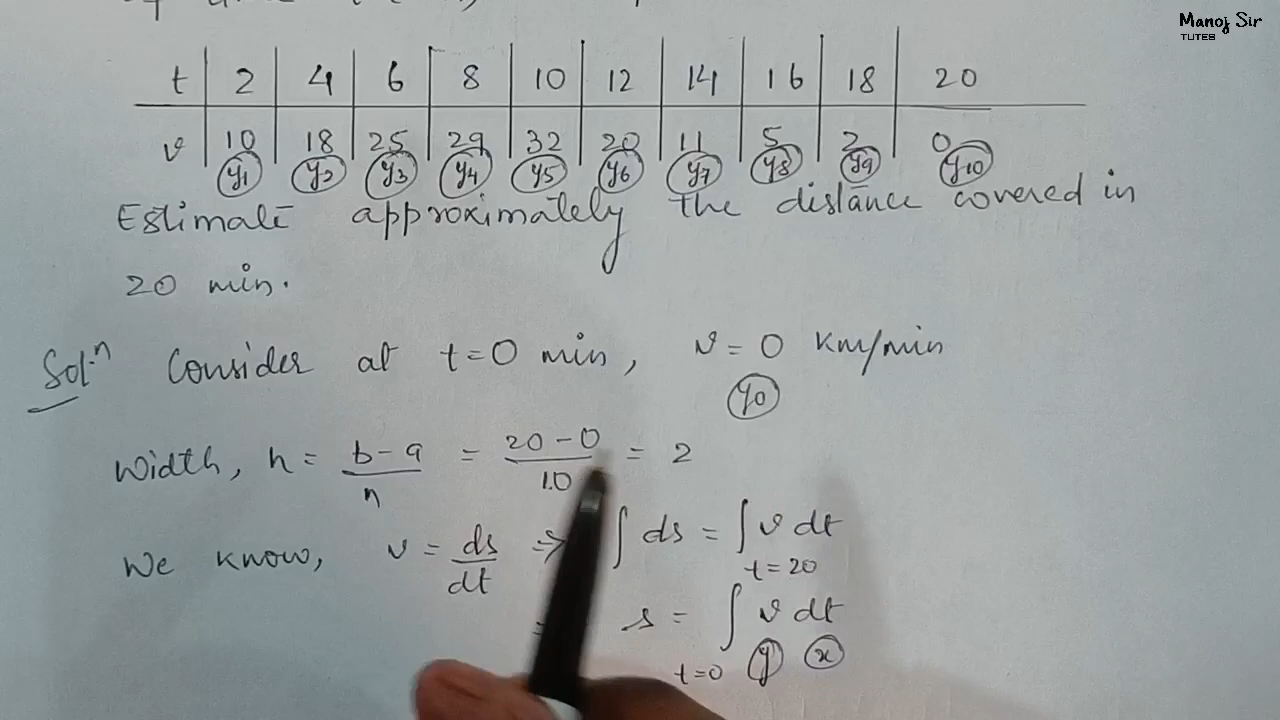 Manoj Sir
TUTES
t 2 4 6 8 10 12 14 16 18 20
v 10 18 25 29 32 20 11 5 2 0
y1 y2 y3 y4 y5 y6 y7 y8 y9 y10
Estimate approximately the distance covered in
20 min.
Sol.n Consider at t=0 min, v = 0 km/min
y0
Width, h = b-a/n = 20-0/10 = 2
We know, v = ds/dt ⇒ ∫ ds = ∫ v dt
t=20
s = ∫ v dt
t=0 y x